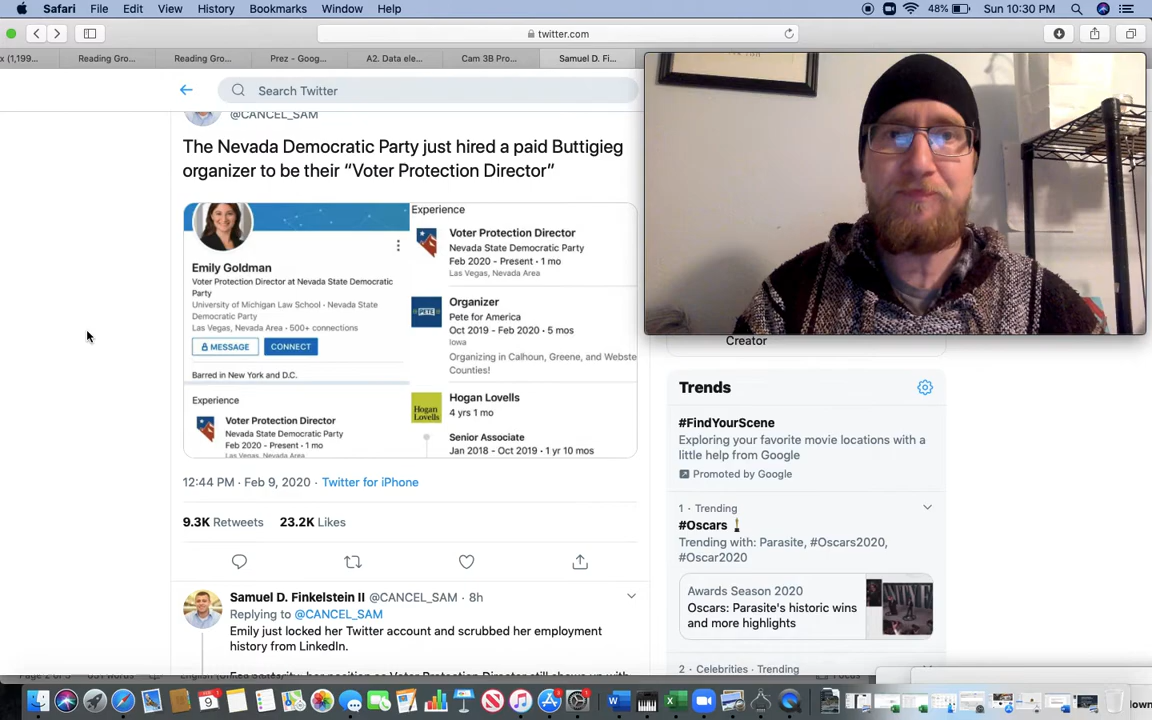 Safari File Edit View History Bookmarks Window Help 48% Sun 10:30 PM
twitter.com
x (1,199... Reading Gro... Reading Gro... Prez - Goog... A2. Data ele... Cam 3B Pro... Samuel D. Fi...
Search Twitter
@CANCEL_SAM
The Nevada Democratic Party just hired a paid Buttigieg
organizer to be their “Voter Protection Director”
Emily Goldman
Voter Protection Director at Nevada State Democratic
Party
University of Michigan Law School - Nevada State
Democratic Party
Las Vegas, Nevada Area · 500+ connections
MESSAGE CONNECT
Barred in New York and D.C.
Experience
Voter Protection Director
Nevada State Democratic Party
Feb 2020 - Present · 1 mo
Las Vegas, Nevada Area
Experience
Voter Protection Director
Nevada State Democratic Party
Feb 2020 - Present · 1 mo
Las Vegas, Nevada Area
PETE
Organizer
Pete for America
Oct 2019 - Feb 2020 · 5 mos
Iowa
Organizing in Calhoun, Greene, and Webste
Counties!
Hogan
Lovells
Hogan Lovells
4 yrs 1 mo
Senior Associate
Jan 2018 - Oct 2019 · 1 yr 10 mos
12:44 PM · Feb 9, 2020 · Twitter for iPhone
9.3K Retweets 23.2K Likes
Samuel D. Finkelstein II @CANCEL_SAM · 8h
Replying to @CANCEL_SAM
Emily just locked her Twitter account and scrubbed her employment
history from LinkedIn.
Creator
Trends
#FindYourScene
Exploring your favorite movie locations with a
little help from Google
Promoted by Google
1 · Trending
#Oscars
Trending with: Parasite, #Oscars2020,
#Oscar2020
Awards Season 2020
Oscars: Parasite's historic wins
and more highlights
2 · Celebrities · Trending